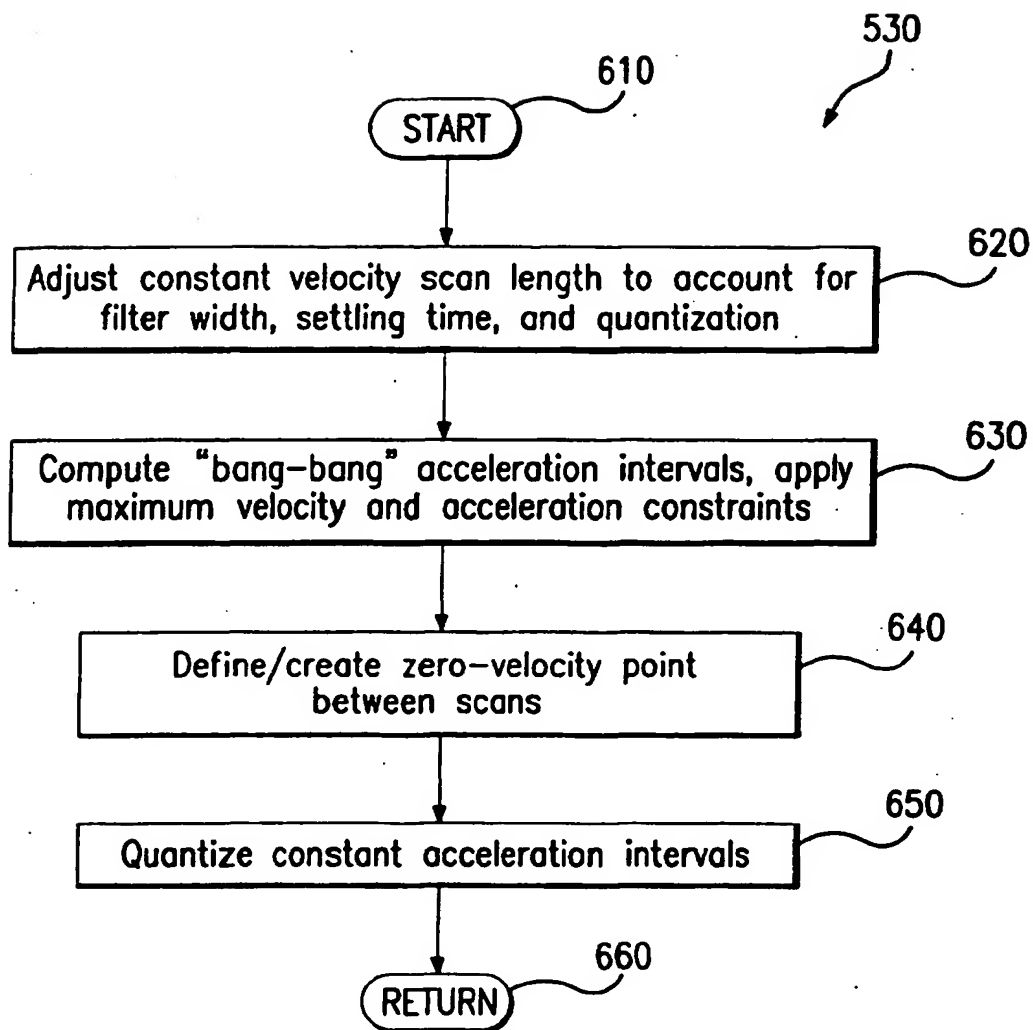 530
610
START
620
Adjust constant velocity scan length to account for
filter width, settling time, and quantization
630
Compute "bang-bang" acceleration intervals, apply
maximum velocity and acceleration constraints
640
Define/create zero-velocity point
between scans
650
Quantize constant acceleration intervals
660
RETURN